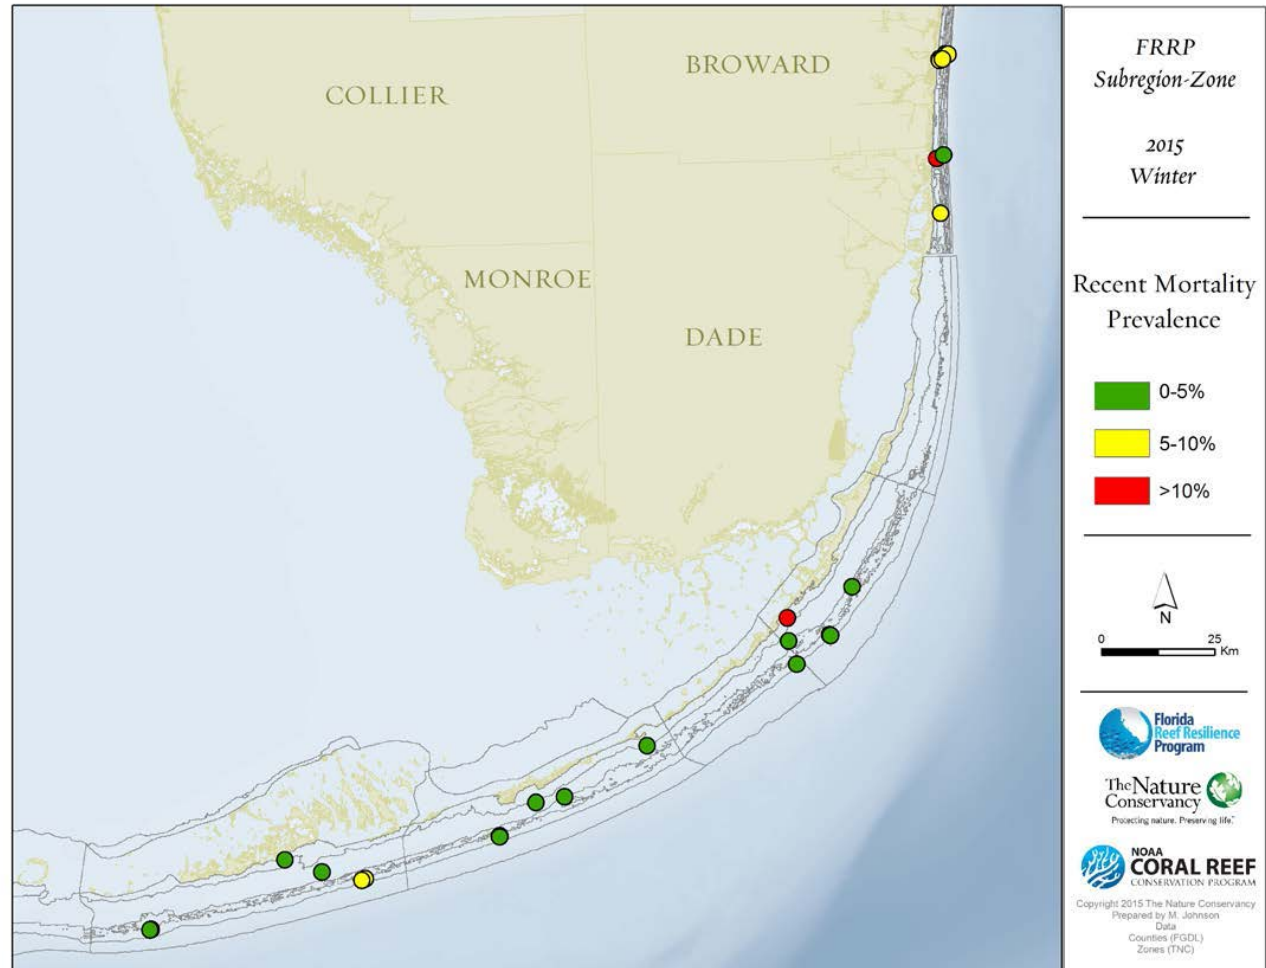 COLLIER
BROWARD
MONROE
DADE
FRRP
Subregion-Zone
2015
Winter
Recent Mortality
Prevalence
0-5%
5-10%
>10%
N
0 25
Km
Florida
Reef Resilience
Program
The Nature
Conservancy
Protecting nature. Preserving life.™
NOAA
CORAL REEF
CONSERVATION PROGRAM
Copyright 2015 The Nature Conservancy
Prepared by M. Johnson
Data
Counties (FGDL)
Zones (TNC)